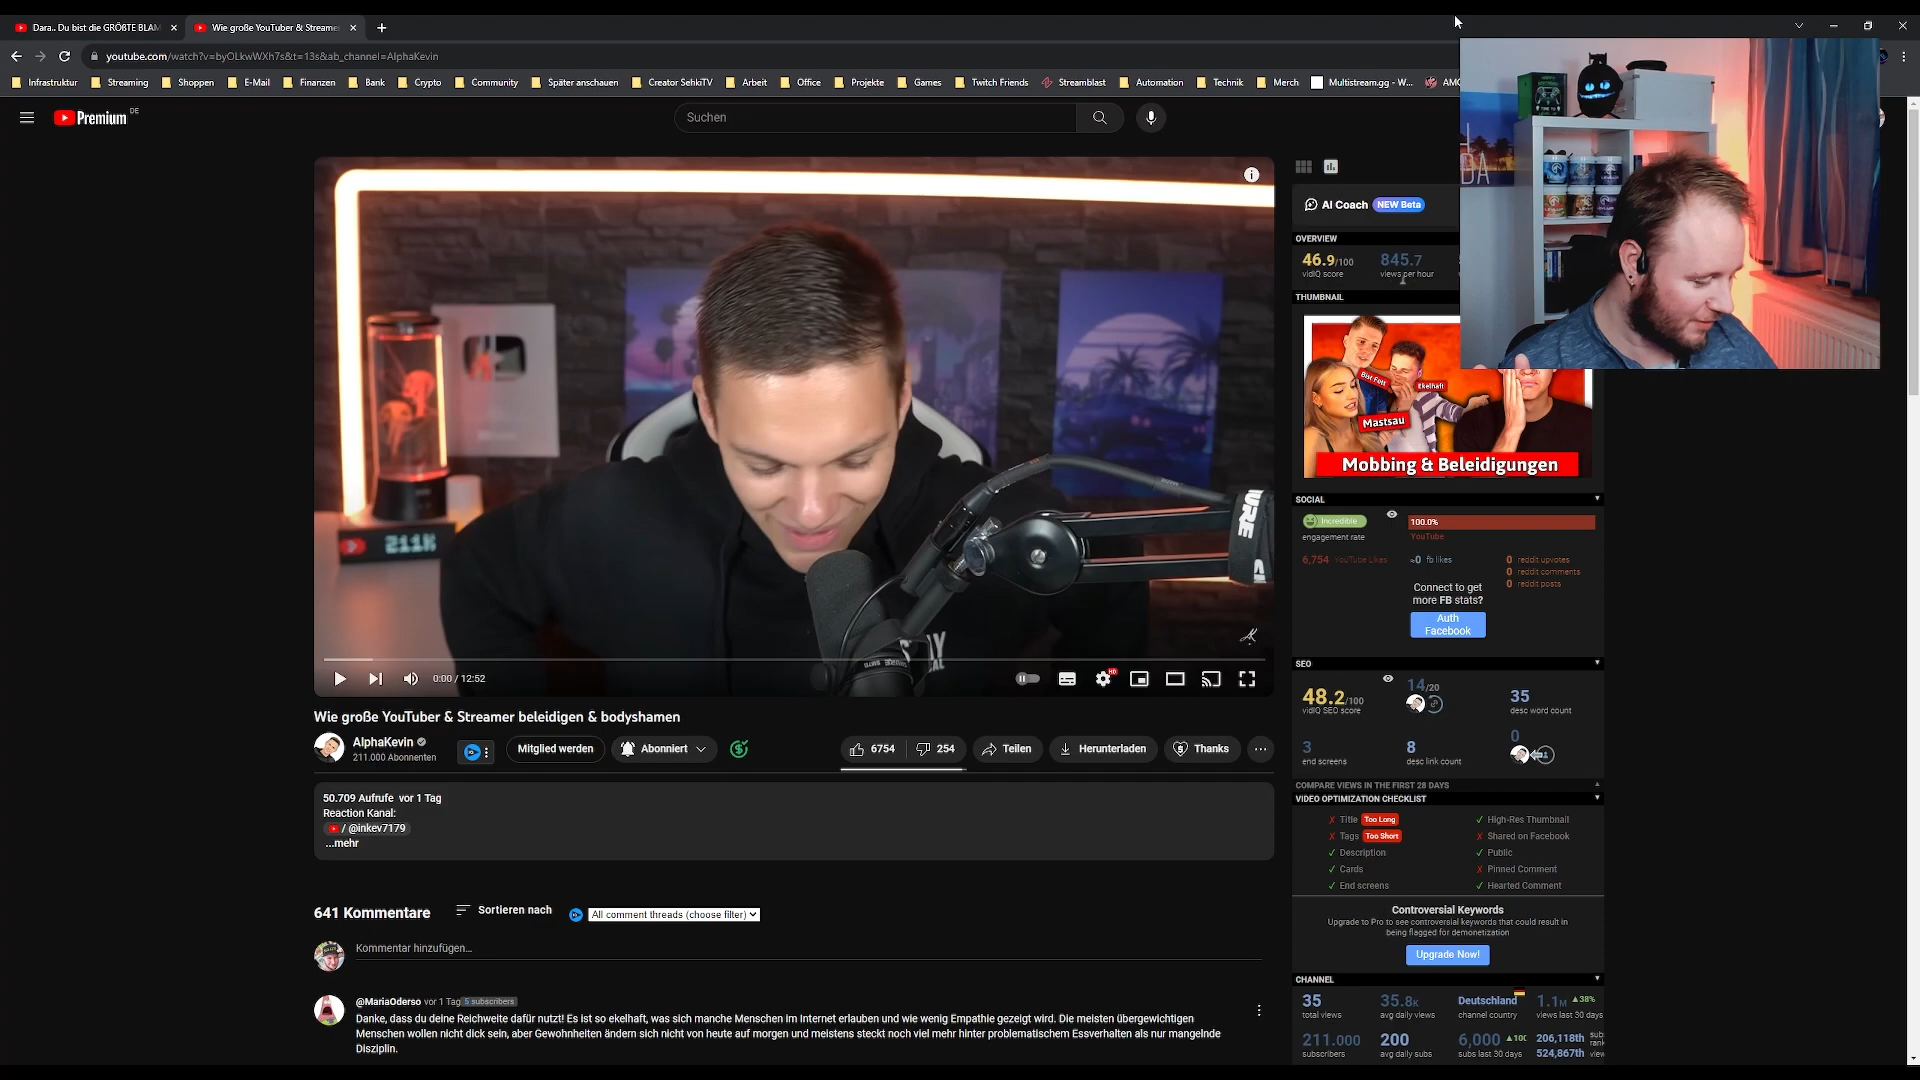 Dara.. Du bist die GRÖßTE BLAM
Wie große YouTuber & Streame
youtube.com/watch?v=byOLkwWXh7s&t=13s&ab_channel=AlphaKevin
Infrastruktur Streaming Shoppen E-Mail Finanzen Bank Crypto Community Später anschauen Creator SehkiTV Arbeit Office Projekte Games Twitch Friends Streamblast Automation Technik Merch Multistream.gg - W...
Premium DE
Suchen
AI Coach NEW Beta
OVERVIEW
46.9/100 845.7
vidIQ score views per hour
THUMBNAIL
Bist Fett
Ekelhaft
Mastsau
Mobbing & Beleidigungen
211K
0:00 / 12:52
HD
SOCIAL
Incredible 100.0%
engagement rate YouTube
6,754 YouTube Likes ≈0 fb likes 0 reddit upvotes
0 reddit comments
0 reddit posts
Connect to get
more FB stats?
Auth
Facebook
SEO
48.2/100 14/20 35
vidIQ SEO score desc word count
3 8 0
end screens desc link count
COMPARE VIEWS IN THE FIRST 28 DAYS
VIDEO OPTIMIZATION CHECKLIST
Title Too Long High-Res Thumbnail
Tags Too Short Shared on Facebook
Description Public
Cards Pinned Comment
End screens Hearted Comment
Controversial Keywords
Upgrade to Pro to see controversial keywords that could result in
being flagged for demonetization
Upgrade Now!
CHANNEL
35 35.8K Deutschland 1.1M ▲38%
total views avg daily views channel country views last 30 days
211.000 200 6,000 206,118th
subscribers avg daily subs subs last 30 days 524,867th
Wie große YouTuber & Streamer beleidigen & bodyshamen
AlphaKevin
211.000 Abonnenten
Mitglied werden Abonniert 6754 254 Teilen Herunterladen Thanks
50.709 Aufrufe vor 1 Tag
Reaction Kanal:
/ @inkev7179
...mehr
641 Kommentare Sortieren nach All comment threads (choose filter)
Kommentar hinzufügen...
@MariaOderso vor 1 Tag 5 subscribers
Danke, dass du deine Reichweite dafür nutzt! Es ist so ekelhaft, was sich manche Menschen im Internet erlauben und wie wenig Empathie gezeigt wird. Die meisten übergewichtigen
Menschen wollen nicht dick sein, aber Gewohnheiten ändern sich nicht von heute auf morgen und meistens steckt noch viel mehr hinter problematischem Essverhalten als nur mangelnde
Disziplin.